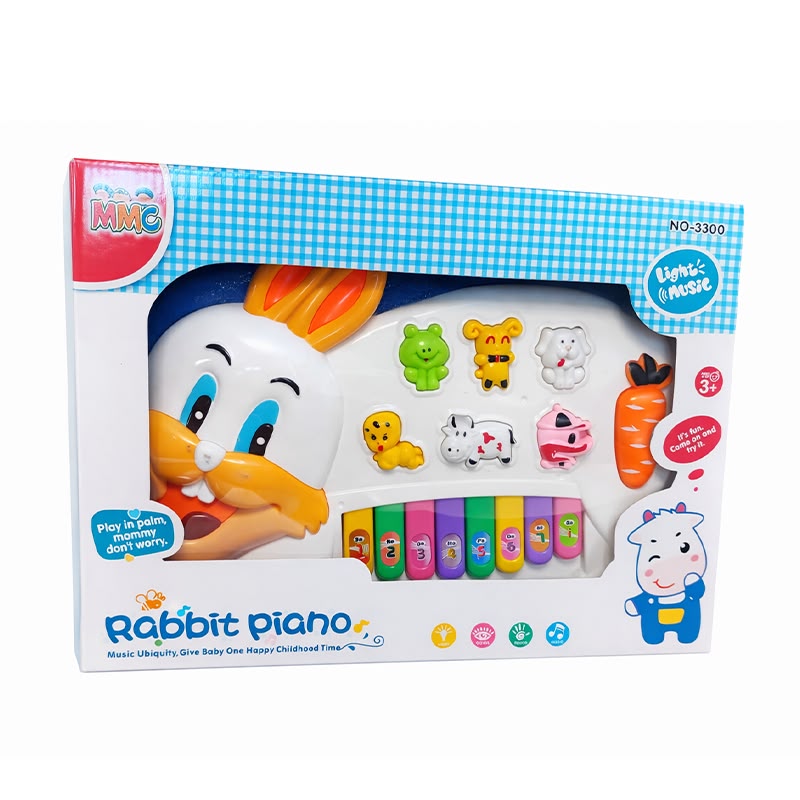 MMC
NO-3300
Light
Music
3+
It's fun.
Come on and
try it.
Play in palm,
mommy
don't worry.
Rabbit Piano
Music Ubiquity, Give Baby One Happy Childhood Time